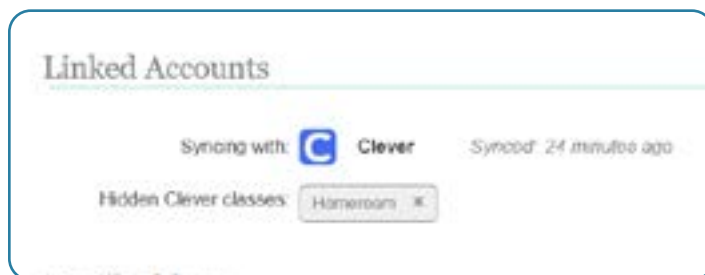 Linked Accounts
Syncing with: C Clever Synced: 24 minutes ago
Hidden Clever classes: Homeroom ×